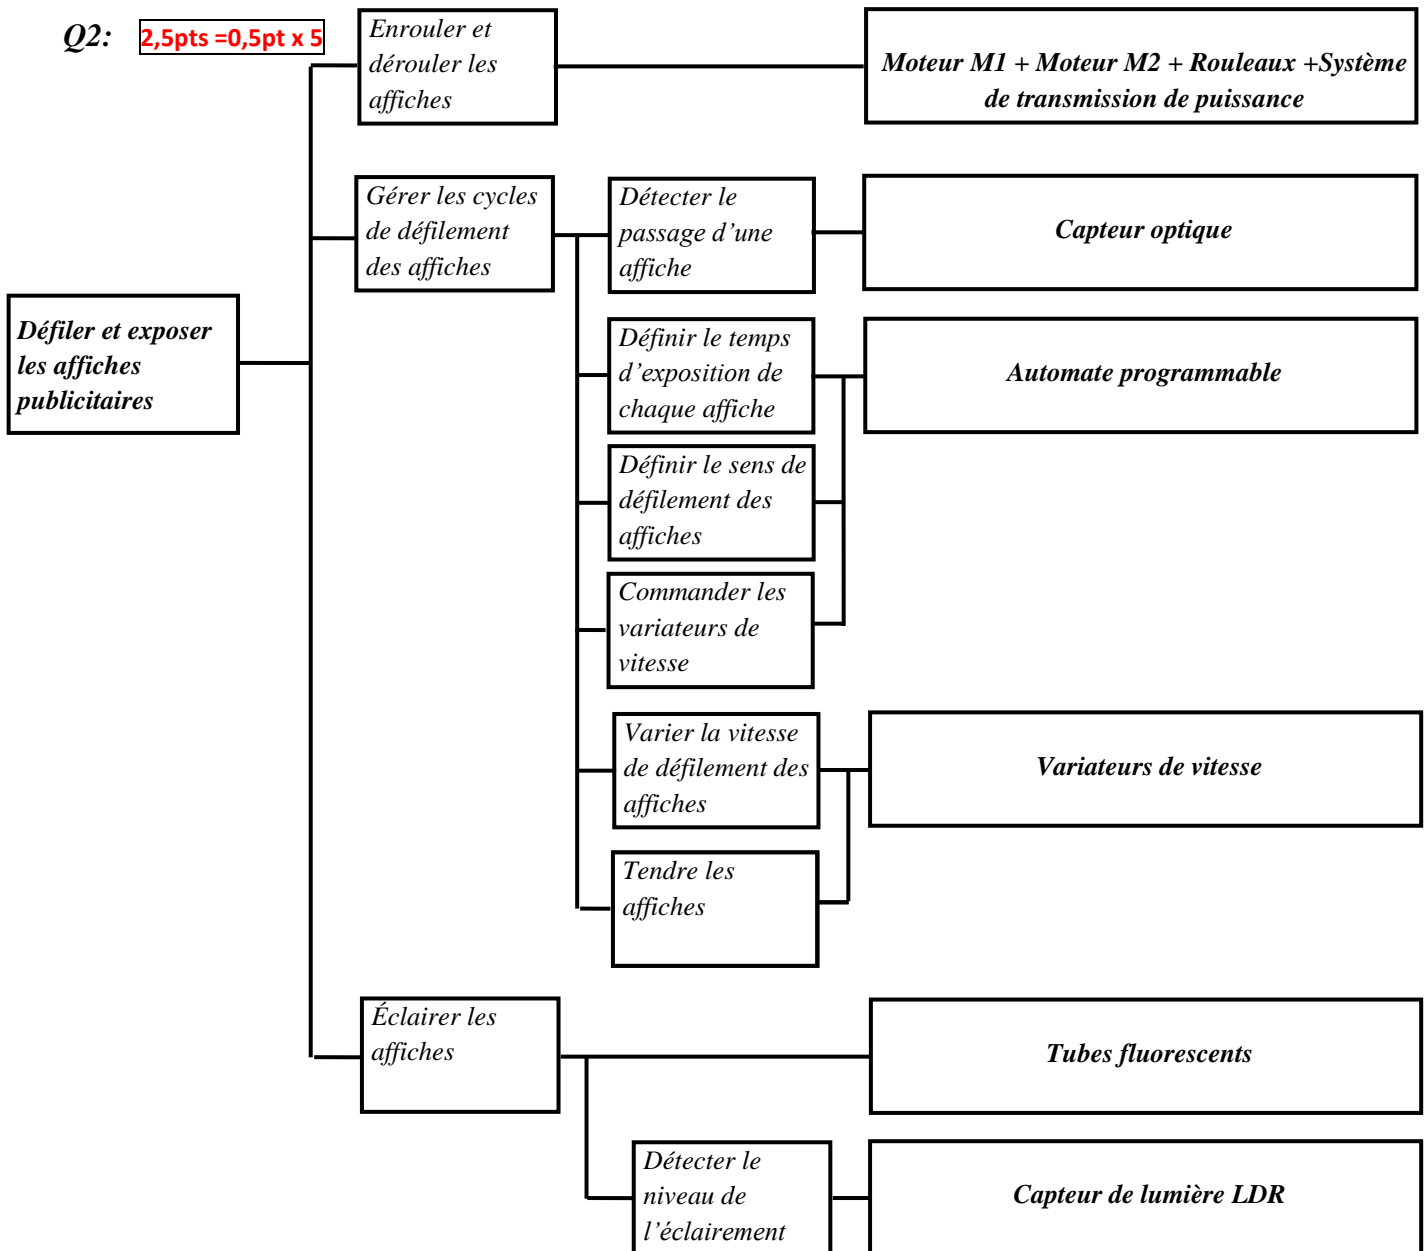 Q2: 2,5pts =0,5pt x 5
Enrouler et
dérouler les
affiches
Moteur M1 + Moteur M2 + Rouleaux +Système
de transmission de puissance
Gérer les cycles
de défilement
des affiches
Détecter le
passage d’une
affiche
Capteur optique
Défiler et exposer
les affiches
publicitaires
Définir le temps
d’exposition de
chaque affiche
Automate programmable
Définir le sens de
défilement des
affiches
Commander les
variateurs de
vitesse
Varier la vitesse
de défilement des
affiches
Variateurs de vitesse
Tendre les
affiches
Éclairer les
affiches
Tubes fluorescents
Détecter le
niveau de
l’éclairement
Capteur de lumière LDR